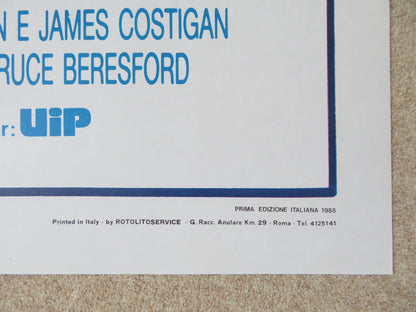 N E JAMES COSTIGAN
RUCE BERESFORD
r: UiP
PRIMA EDIZIONE ITALIANA 1985
Printed in Italy - by ROTOLITOSERVICE - G. Racc. Anulare Km. 29 - Roma - Tel. 4125141